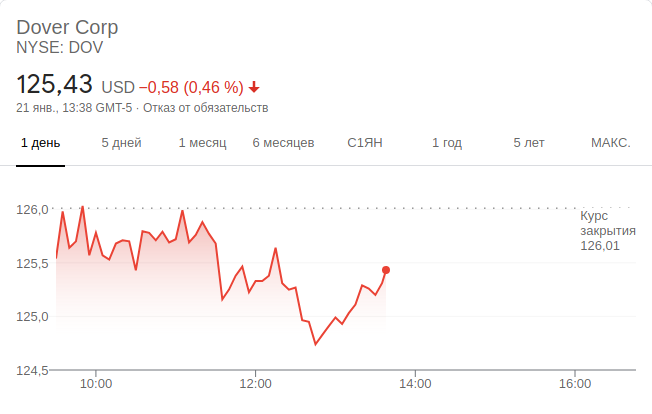 Dover Corp
NYSE: DOV
125,43 USD −0,58 (0,46 %)
21 янв., 13:38 GMT-5 · Отказ от обязательств
1 день 5 дней 1 месяц 6 месяцев С1ЯН 1 год 5 лет МАКС.
126,0
Курс
закрытия
126,01
125,5
125,0
124,5
10:00 12:00 14:00 16:00